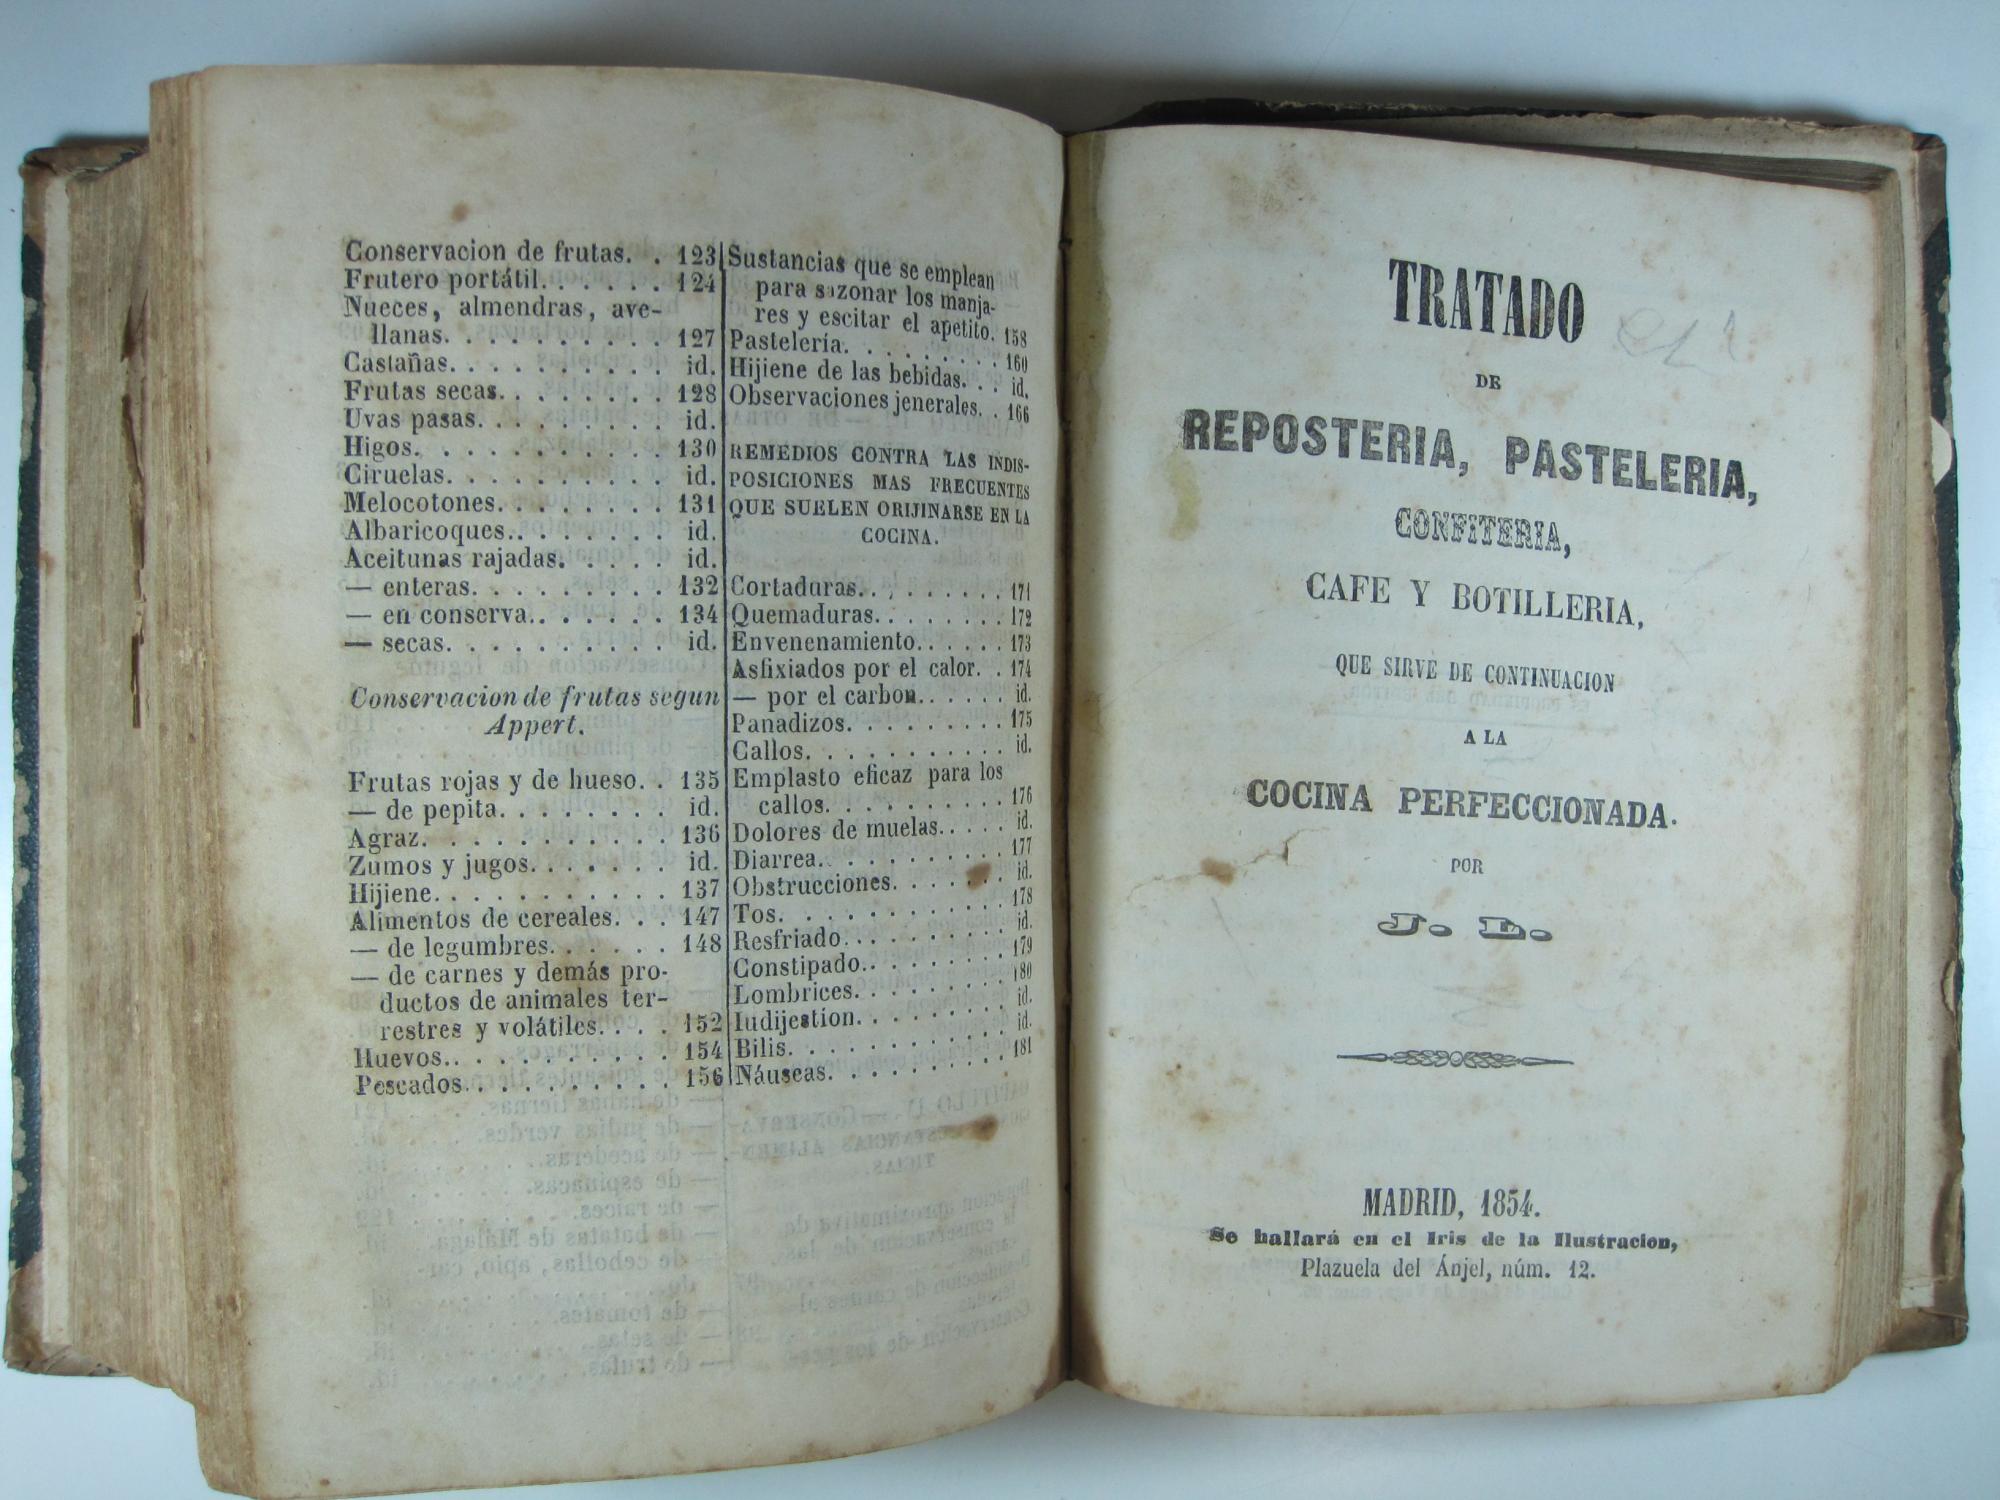 Conservacion de frutas. . 123
Frutero portátil. . . . . . 124
Nueces, almendras, ave-
llanas. . . . . . . . . . 127
Castañas. . . . . . . . . . id.
Frutas secas. . . . . . . . 128
Uvas pasas. . . . . . . . . id.
Higos. . . . . . . . . . . 130
Ciruelas. . . . . . . . . . id.
Melocotones. . . . . . . . 131
Albaricoques. . . . . . . . id.
Aceitunas rajadas. . . . . id.
— enteras. . . . . . . . . 132
— en conserva. . . . . . . 134
— secas. . . . . . . . . . id.
Conservacion de frutas segun
Appert.
Frutas rojas y de hueso. . 135
— de pepita. . . . . . . . id.
Agraz. . . . . . . . . . . 136
Zumos y jugos. . . . . . . id.
Hijiene. . . . . . . . . . . 137
Alimentos de cereales. . . 147
— de legumbres. . . . . . 148
— de carnes y demás pro-
ductos de animales ter-
restres y volátiles. . . . 152
Huevos. . . . . . . . . . . 154
Pescados. . . . . . . . . . 156
Sustancias que se emplean
para sazonar los manja-
res y escitar el apetito. 158
Pastelería. . . . . . . . . 160
Hijiene de las bebidas. . . id.
Observaciones jenerales. . 166
REMEDIOS CONTRA LAS INDIS-
POSICIONES MAS FRECUENTES
QUE SUELEN ORIJINARSE EN LA
COCINA.
Cortaduras. . . . . . . . . 171
Quemaduras. . . . . . . . 172
Envenenamiento. . . . . . 173
Asfixiados por el calor. . 174
— por el carbon. . . . . . id.
Panadizos. . . . . . . . . 175
Callos. . . . . . . . . . . id.
Emplasto eficaz para los
callos. . . . . . . . . . 176
Dolores de muelas. . . . . id.
Diarrea. . . . . . . . . . 177
Obstrucciones. . . . . . . id.
Tos. . . . . . . . . . . . 178
Resfriado. . . . . . . . . id.
Constipado. . . . . . . . . 179
Lombrices. . . . . . . . . 180
Iudijestion. . . . . . . . . id.
Bilis. . . . . . . . . . . . id.
Náuseas. . . . . . . . . . 181
TRATADO
DE
REPOSTERIA, PASTELERIA,
CONFITERIA,
CAFE Y BOTILLERIA,
QUE SIRVE DE CONTINUACION
A LA
COCINA PERFECCIONADA.
POR
J. L.
MADRID, 1854.
Se hallará en el Iris de la Ilustracion,
Plazuela del Ánjel, núm. 12.